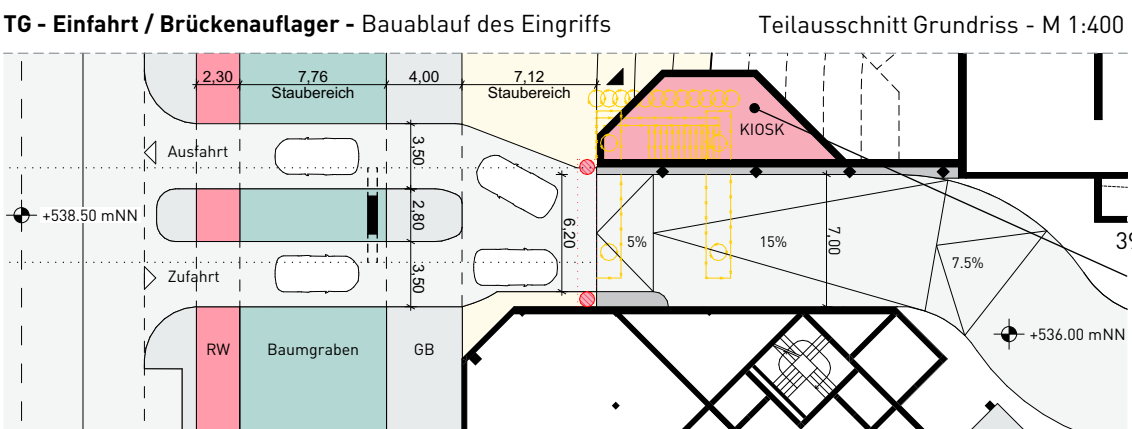 TG - Einfahrt / Brückenauflager - Bauablauf des Eingriffs
Teilausschnitt Grundriss - M 1:400
2,30
7,76
4,00
7,12
Staubereich
Staubereich
KIOSK
Ausfahrt
3,50
+538.50 mNN
2,80
6,20
5%
15%
7,00
7.5%
Zufahrt
3,50
+536.00 mNN
RW
Baumgraben
GB